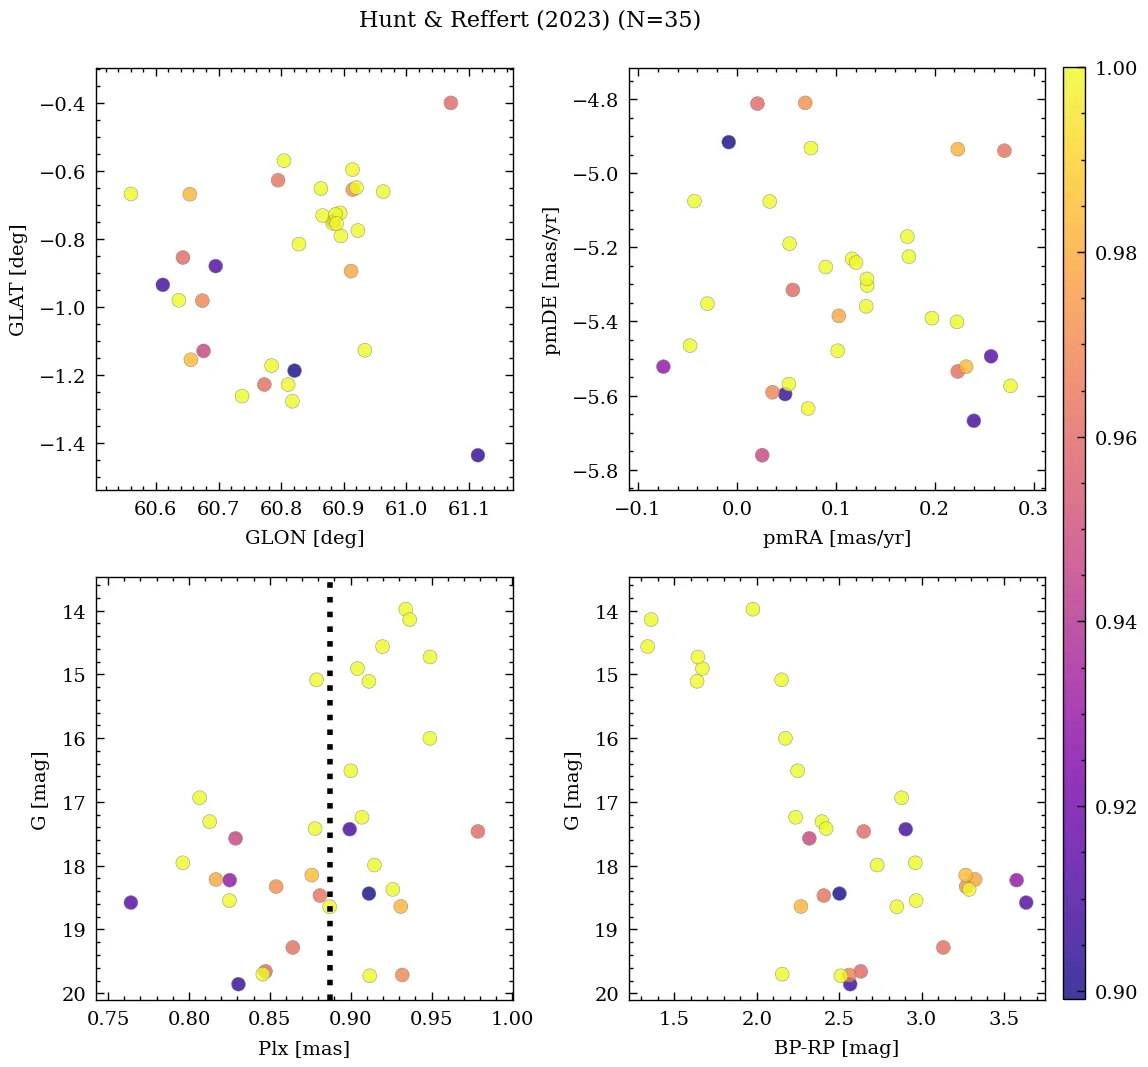 Hunt & Reffert (2023) (N=35)
−0.4
−0.6
−0.8
−1.0
−1.2
−1.4
GLAT [deg]
60.6 60.7 60.8 60.9 61.0 61.1
GLON [deg]
−4.8
−5.0
−5.2
−5.4
−5.6
−5.8
pmDE [mas/yr]
−0.1 0.0 0.1 0.2 0.3
pmRA [mas/yr]
14
15
16
17
18
19
20
G [mag]
0.75 0.80 0.85 0.90 0.95 1.00
Plx [mas]
14
15
16
17
18
19
20
G [mag]
1.5 2.0 2.5 3.0 3.5
BP-RP [mag]
1.00
0.98
0.96
0.94
0.92
0.90